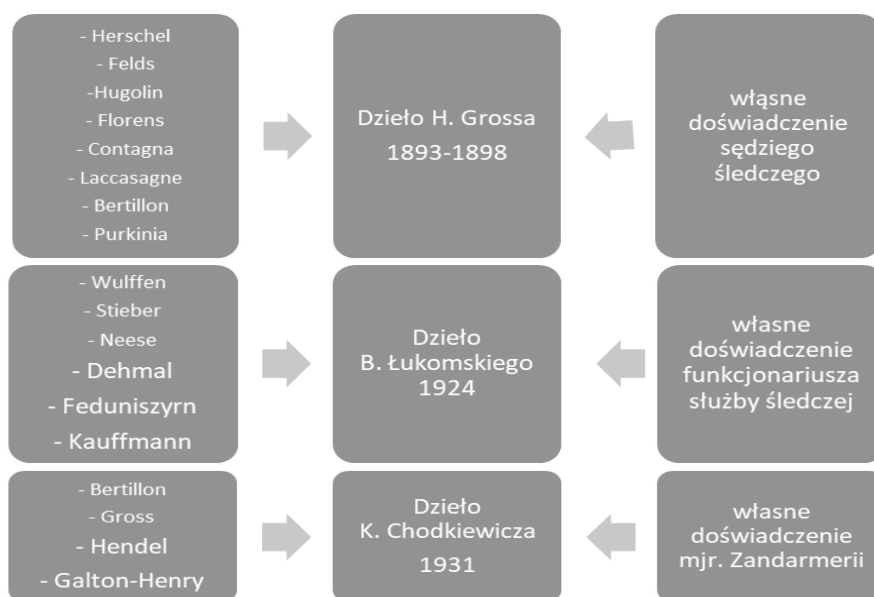 - Herschel
- Felds
-Hugolin
- Florens
- Contagna
- Laccasagne
- Bertillon
- Purkinia
Dzieło H. Grossa
1893-1898
włąsne
doświadczenie
sędziego
śledczego
- Wulffen
- Stieber
- Neese
- Dehmal
- Feduniszyrn
- Kauffmann
Dzieło
B. Łukomskiego
1924
własne
doświadczenie
funkcjonariusza
służby śledczej
- Bertillon
- Gross
- Hendel
- Galton-Henry
Dzieło
K. Chodkiewicza
1931
własne
doświadczenie
mjr. Zandarmerii